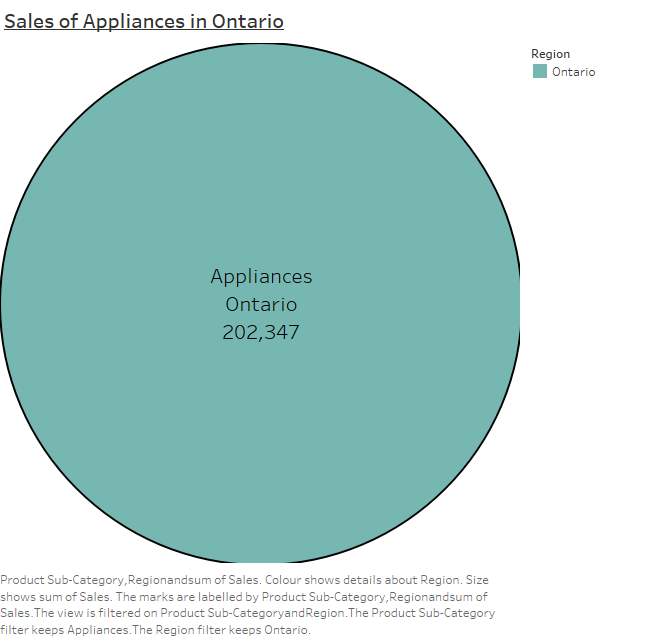 Sales of Appliances in Ontario
Region
Ontario
Appliances
Ontario
202,347
Product Sub-Category,Regionandsum of Sales. Colour shows details about Region. Size
shows sum of Sales. The marks are labelled by Product Sub-Category,Regionandsum of
Sales.The view is filtered on Product Sub-CategoryandRegion.The Product Sub-Category
filter keeps Appliances.The Region filter keeps Ontario.